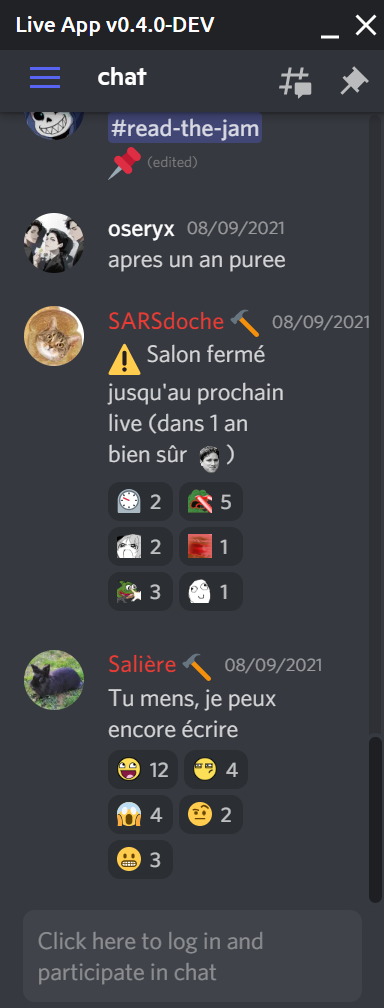 Live App v0.4.0-DEV
chat
#read-the-jam
(edited)
oseryx 08/09/2021
apres un an puree
SARSdoche 08/09/2021
Salon fermé
jusqu'au prochain
live (dans 1 an
bien sûr )
2 5
2 1
3 1
Salière 08/09/2021
Tu mens, je peux
encore écrire
12 4
4 2
3
Click here to log in and
participate in chat